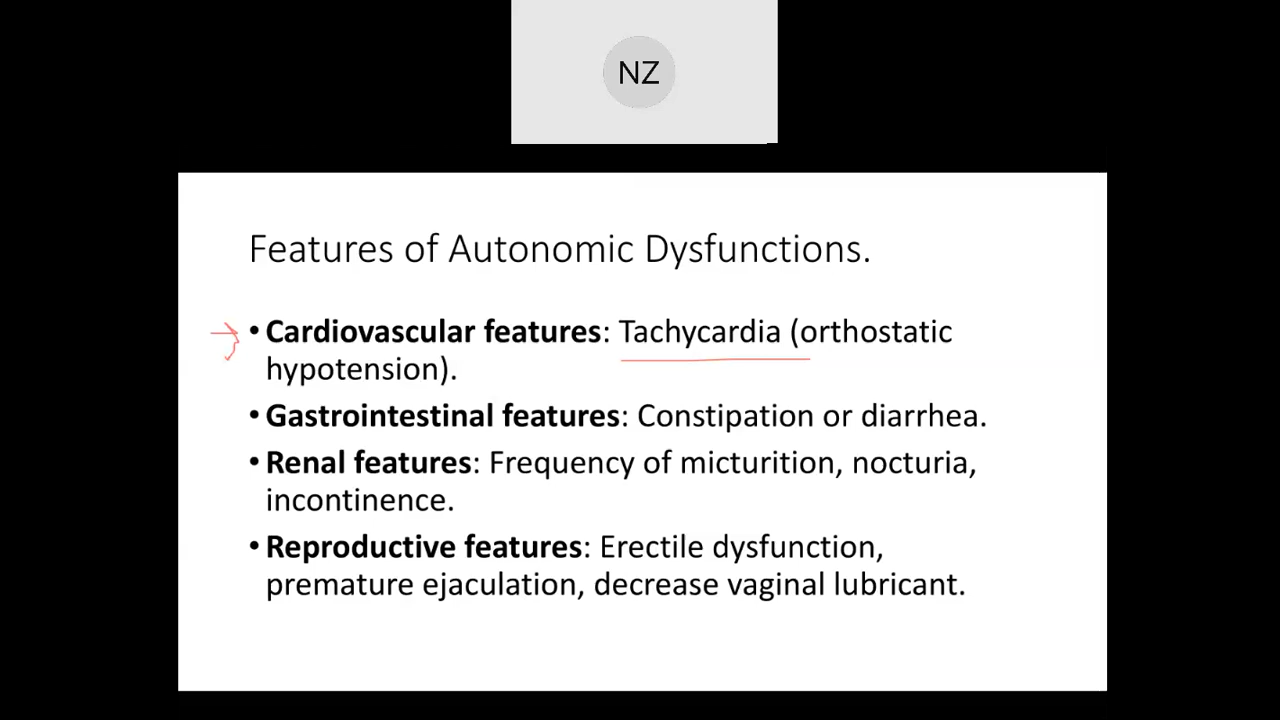 NZ
Features of Autonomic Dysfunctions.
• Cardiovascular features: Tachycardia (orthostatic
hypotension).
• Gastrointestinal features: Constipation or diarrhea.
• Renal features: Frequency of micturition, nocturia,
incontinence.
• Reproductive features: Erectile dysfunction,
premature ejaculation, decrease vaginal lubricant.